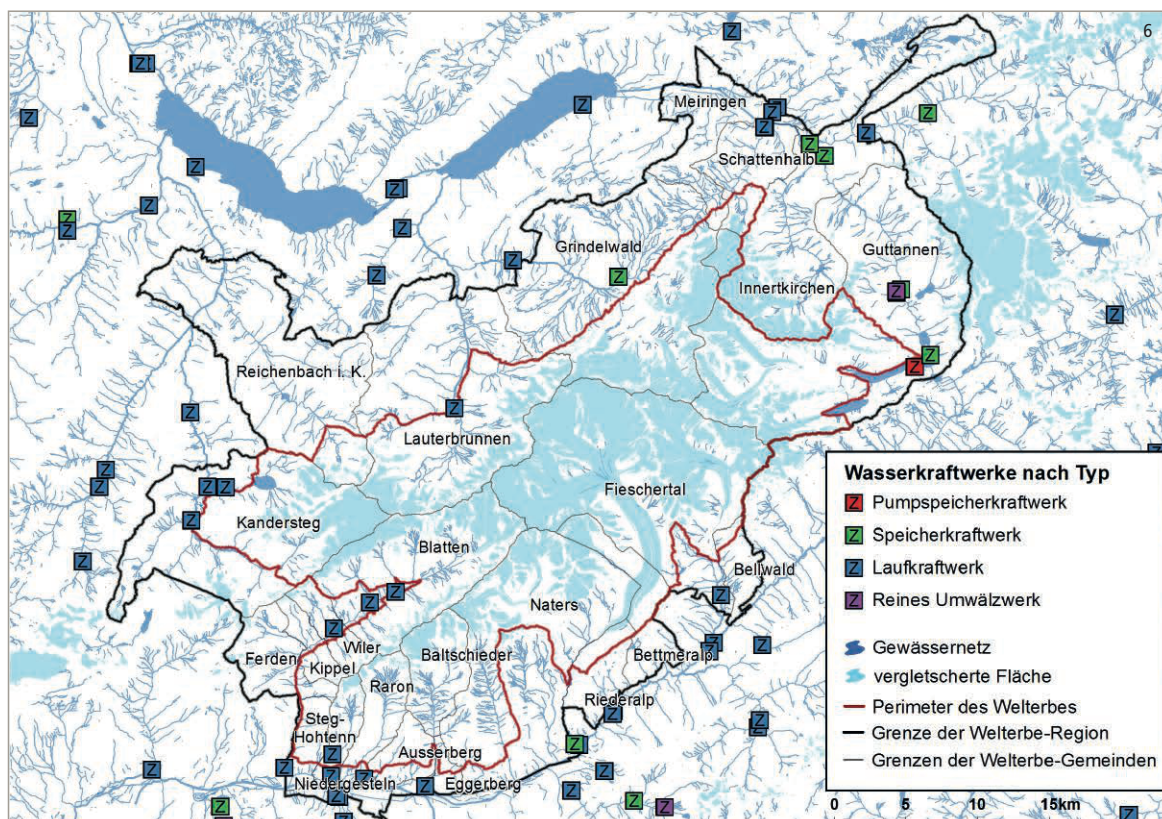 6
Meiringen
Schattenhalb
Grindelwald
Guttannen
Innertkirchen
Reichenbach i. K.
Lauterbrunnen
Fieschertal
Kandersteg
Blatten
Bellwald
Naters
Wiler
Baltschieder
Bettmeralp
Ferden
Kippel
Raron
Riederalp
Steg-
Hohtenn
Ausserberg
Niedergesteln
Eggerberg
Wasserkraftwerke nach Typ
Z Pumpspeicherkraftwerk
Z Speicherkraftwerk
Z Laufkraftwerk
Z Reines Umwälzwerk
Gewässernetz
vergletscherte Fläche
Perimeter des Welterbes
Grenze der Welterbe-Region
Grenzen der Welterbe-Gemeinden
0 5 10 15km